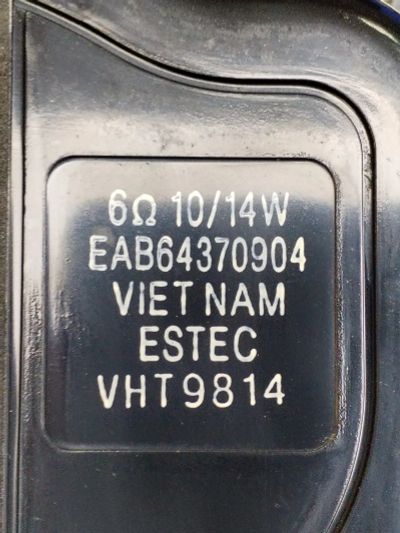 6Ω 10/14W
EAB64370904
VIET NAM
ESTEC
VHT9814